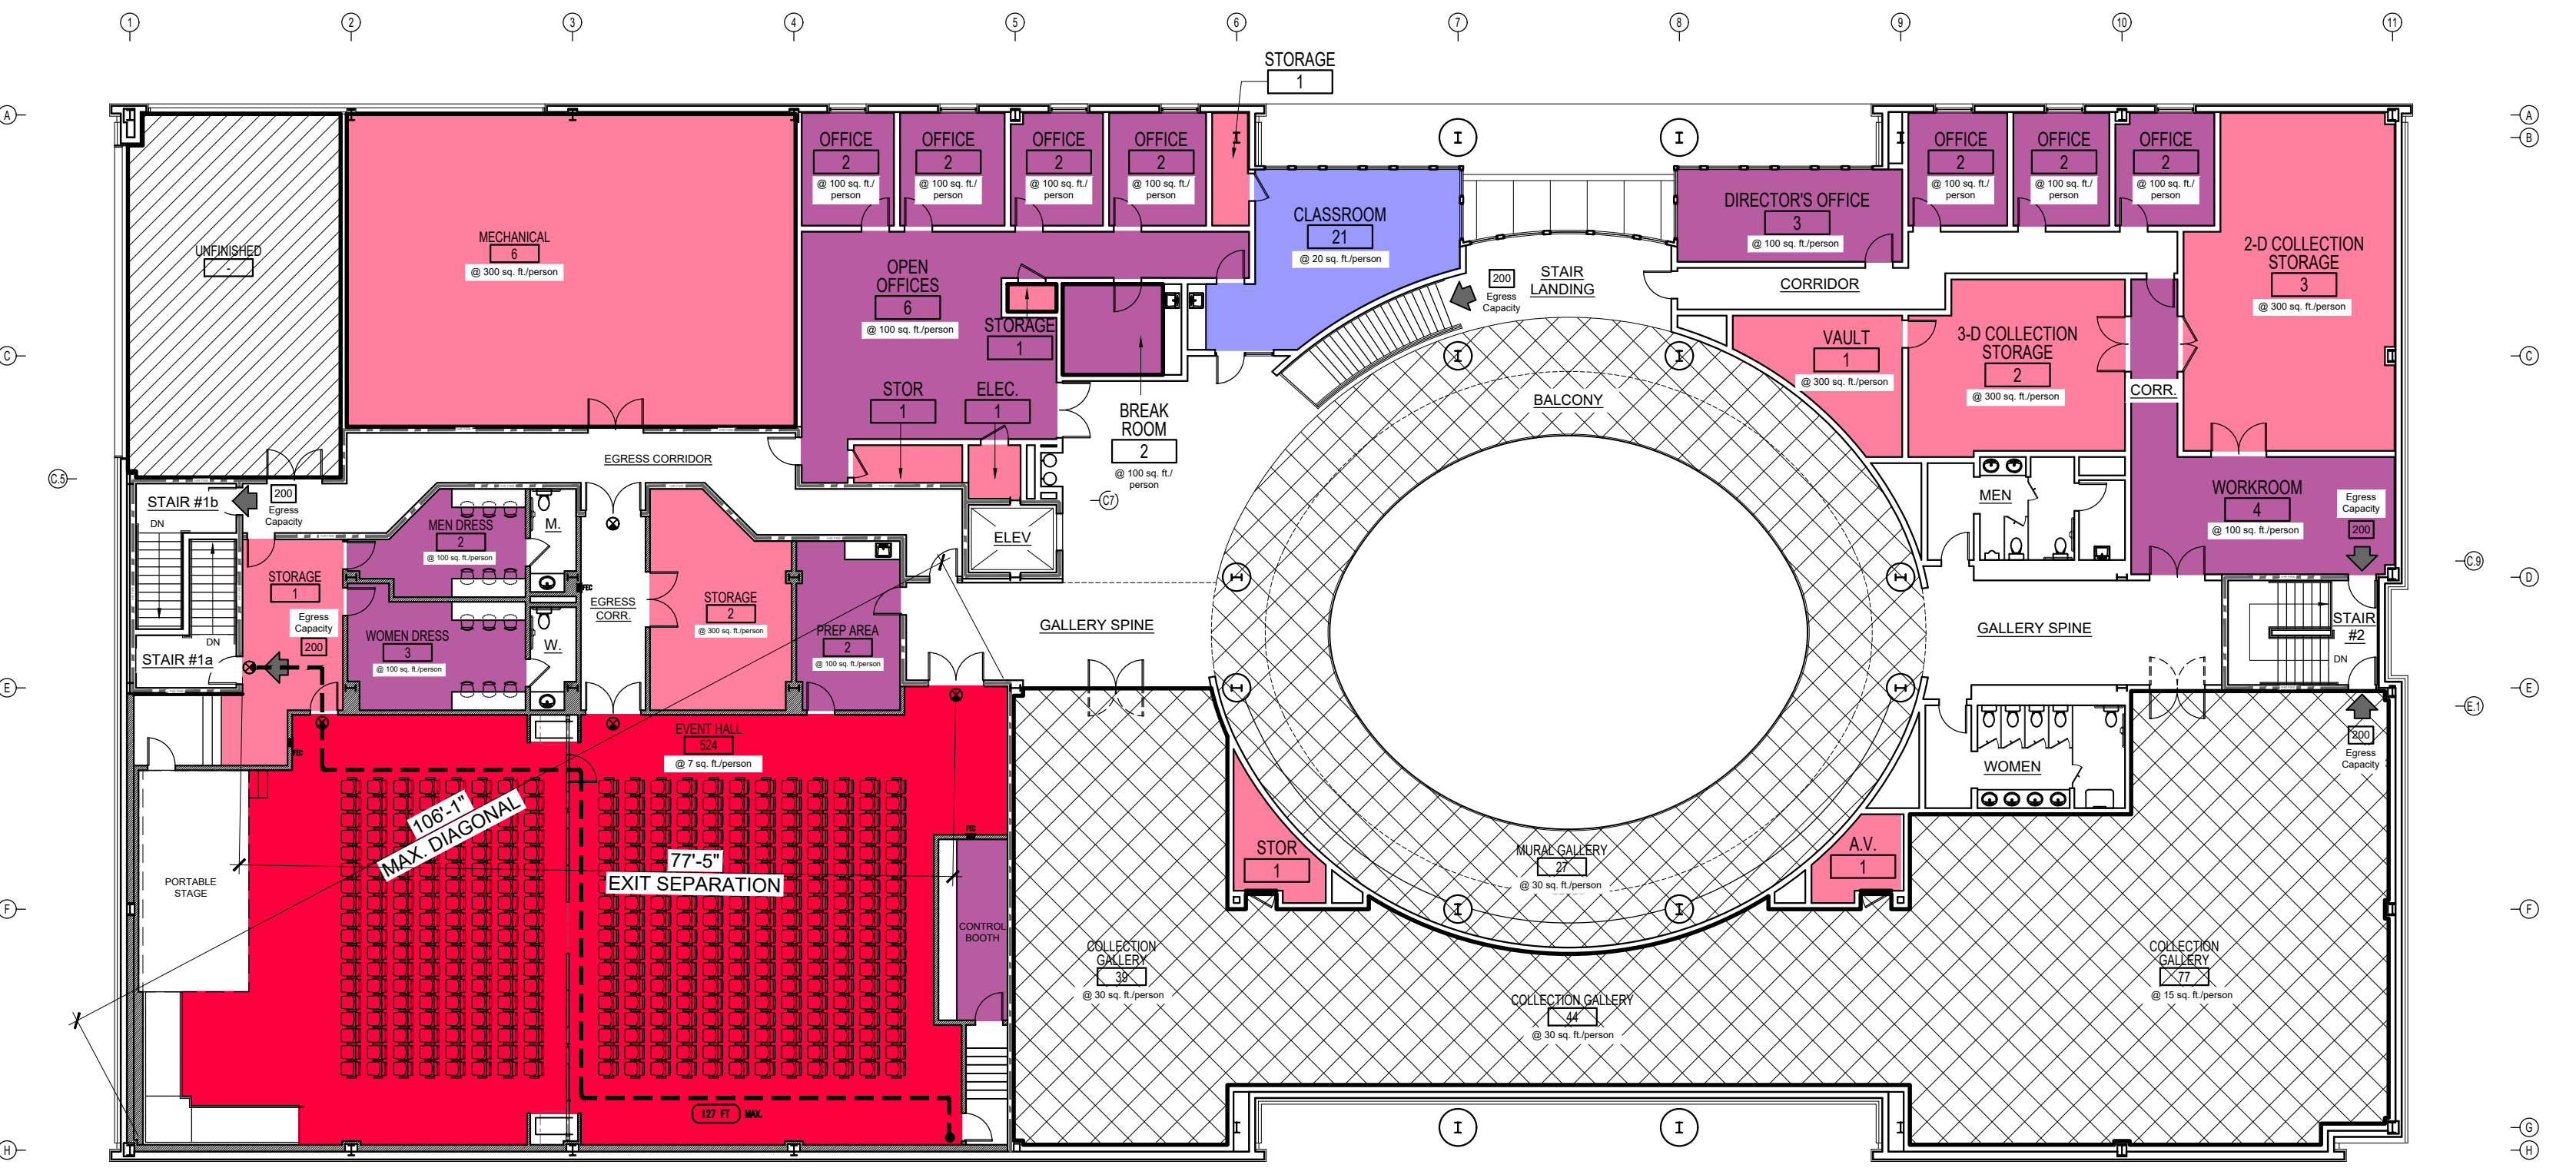 1 2 3 4 5 6 7 8 9 10 11
STORAGE
1
A
A
B
C
C
C.5
C7
C.9
D
E
E
E.1
F
F
G
H
H
UNFINISHED
-
MECHANICAL
6
@ 300 sq. ft./person
OFFICE
2
@ 100 sq. ft./
person
OFFICE
2
@ 100 sq. ft./
person
OFFICE
2
@ 100 sq. ft./
person
OFFICE
2
@ 100 sq. ft./
person
OPEN
OFFICES
6
@ 100 sq. ft./person
STORAGE
1
STOR
1
ELEC.
1
BREAK
ROOM
2
@ 100 sq. ft./
person
CLASSROOM
21
@ 20 sq. ft./person
200
Egress
Capacity
STAIR
LANDING
DIRECTOR'S OFFICE
3
@ 100 sq. ft./person
CORRIDOR
OFFICE
2
@ 100 sq. ft./
person
OFFICE
2
@ 100 sq. ft./
person
OFFICE
2
@ 100 sq. ft./
person
2-D COLLECTION
STORAGE
3
@ 300 sq. ft./person
VAULT
1
@ 300 sq. ft./person
3-D COLLECTION
STORAGE
2
@ 300 sq. ft./person
CORR.
BALCONY
EGRESS CORRIDOR
STAIR #1b
DN
200
Egress
Capacity
MEN DRESS
2
@ 100 sq. ft./person
M.
FEC
STORAGE
1
Egress
Capacity
200
WOMEN DRESS
3
@ 100 sq. ft./person
W.
EGRESS
CORR.
STORAGE
2
@ 300 sq. ft./person
PREP AREA
2
@ 100 sq. ft./person
ELEV
DN
STAIR #1a
GALLERY SPINE
MEN
WORKROOM
4
@ 100 sq. ft./person
Egress
Capacity
200
GALLERY SPINE
STAIR
#2
DN
200
Egress
Capacity
WOMEN
FEC
EVENT HALL
524
@ 7 sq. ft./person
106'-1"
MAX. DIAGONAL
77'-5"
EXIT SEPARATION
PORTABLE
STAGE
FEC
CONTROL
BOOTH
127 FT MAX.
STOR
1
MURAL GALLERY
27
@ 30 sq. ft./person
A.V.
1
COLLECTION
GALLERY
39
@ 30 sq. ft./person
COLLECTION GALLERY
44
@ 30 sq. ft./person
COLLECTION
GALLERY
77
@ 15 sq. ft./person